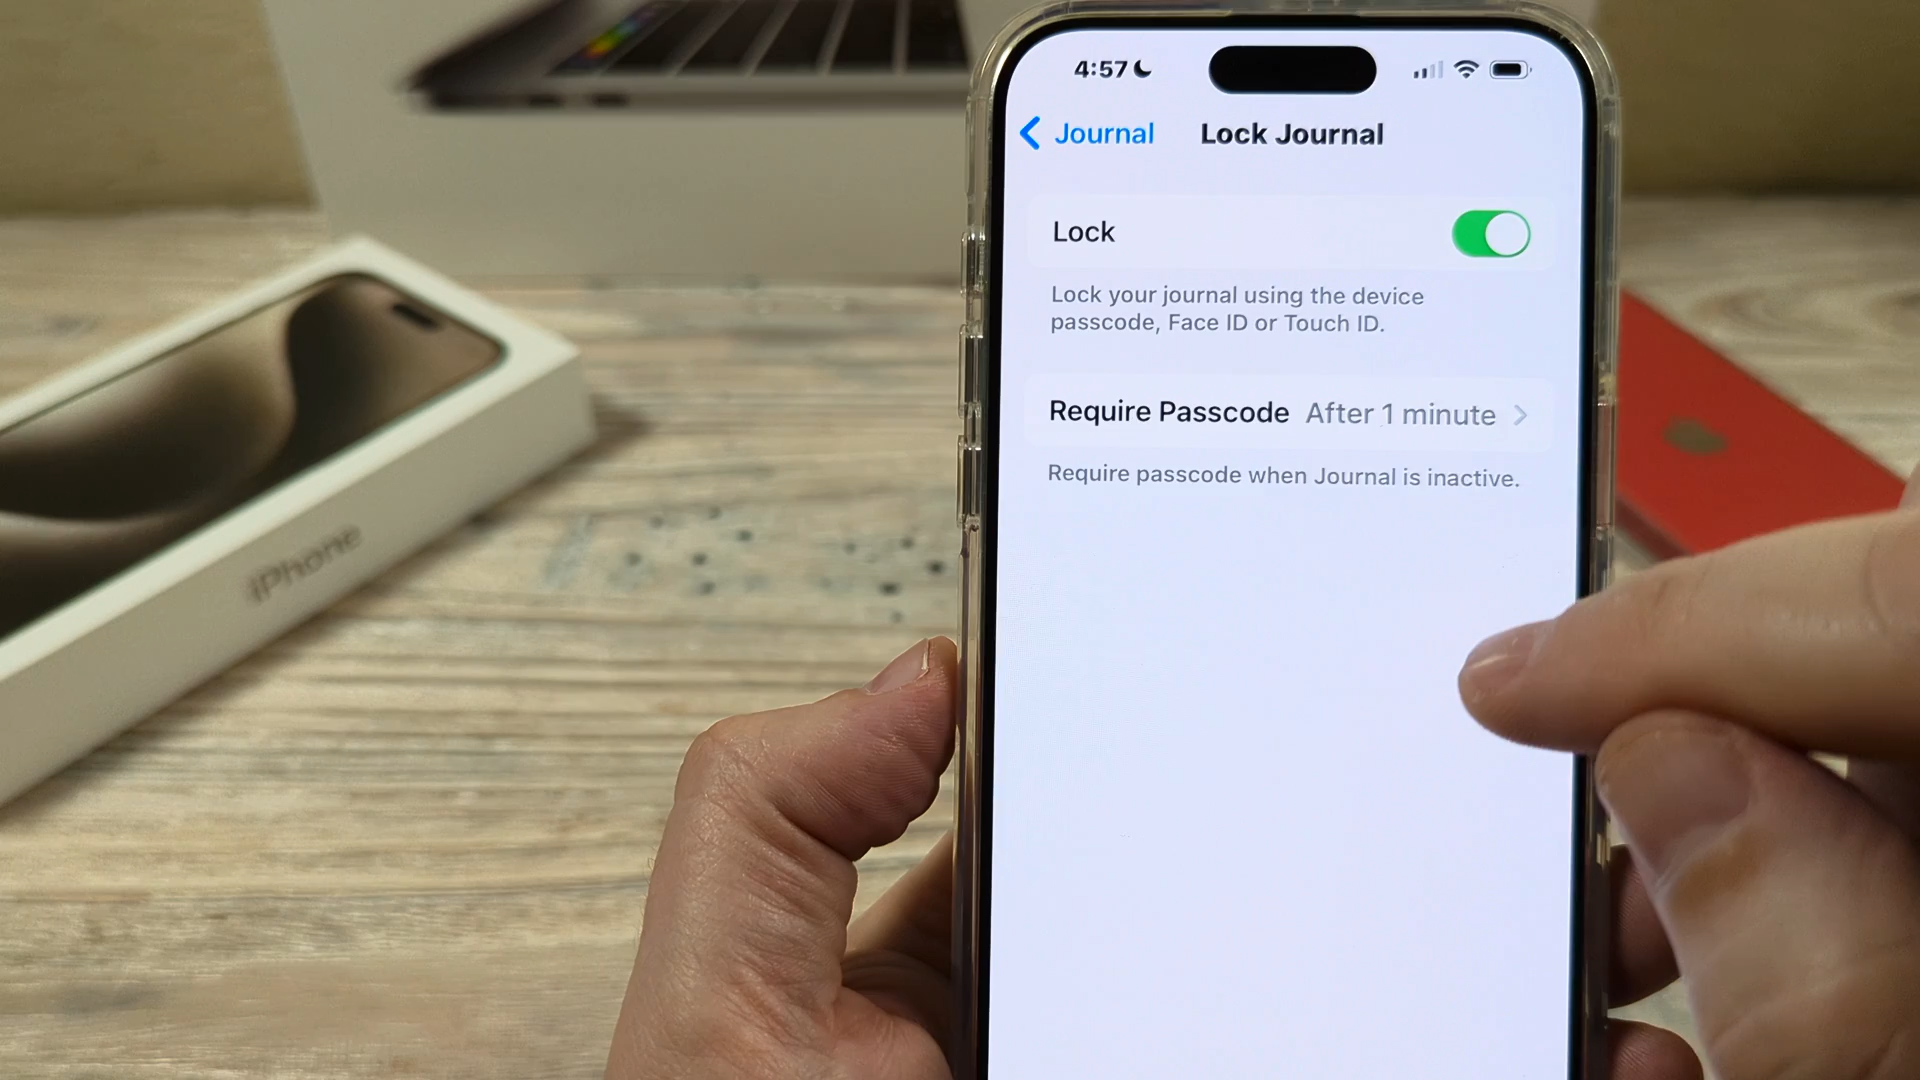 4:57
Journal
Lock Journal
Lock
Lock your journal using the device
passcode, Face ID or Touch ID.
Require Passcode After 1 minute
Require passcode when Journal is inactive.
iPhone